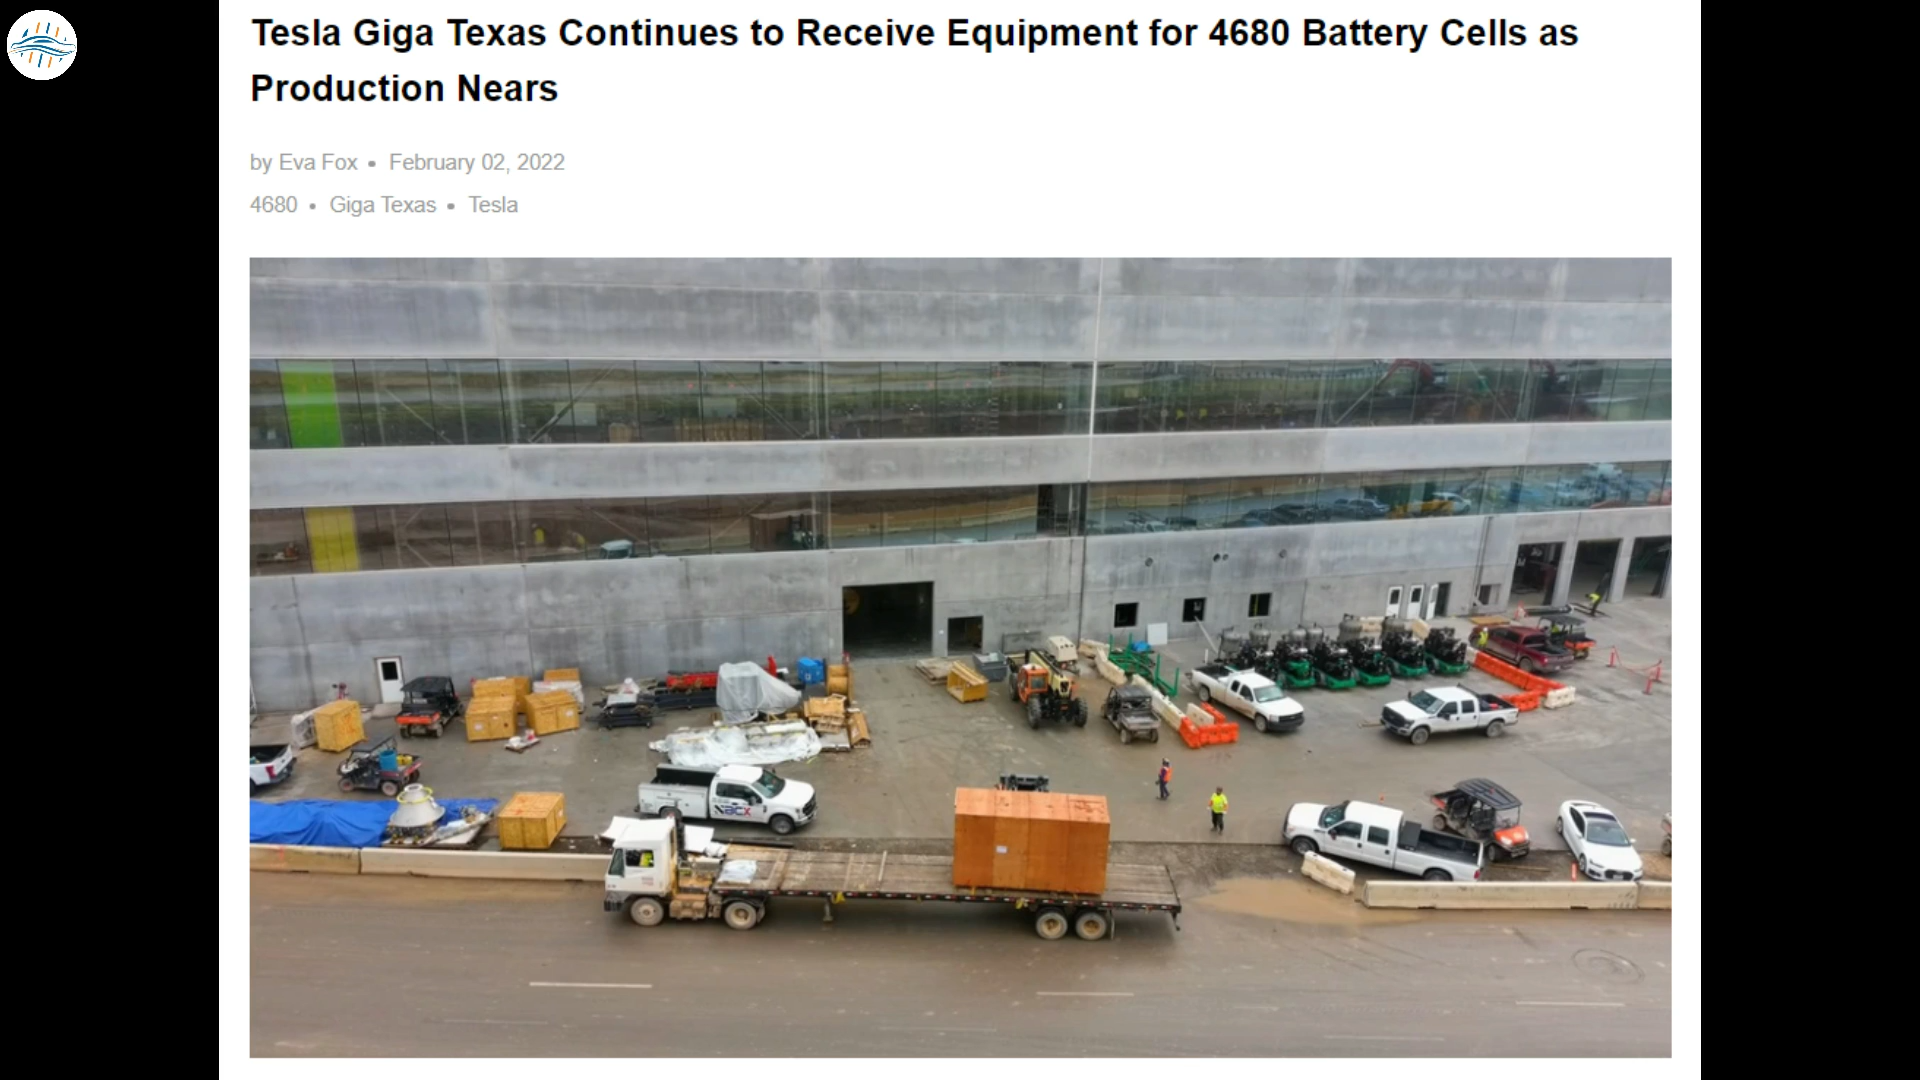 Tesla Giga Texas Continues to Receive Equipment for 4680 Battery Cells as
Production Nears
by Eva Fox • February 02, 2022
4680 • Giga Texas • Tesla